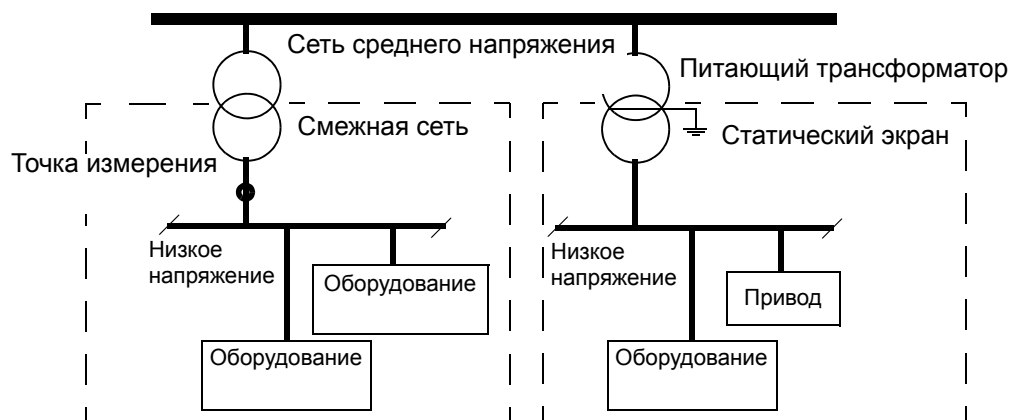 Сеть среднего напряжения
Питающий трансформатор
Смежная сеть
Статический экран
Точка измерения
Низкое
напряжение
Оборудование
Оборудование
Низкое
напряжение
Привод
Оборудование